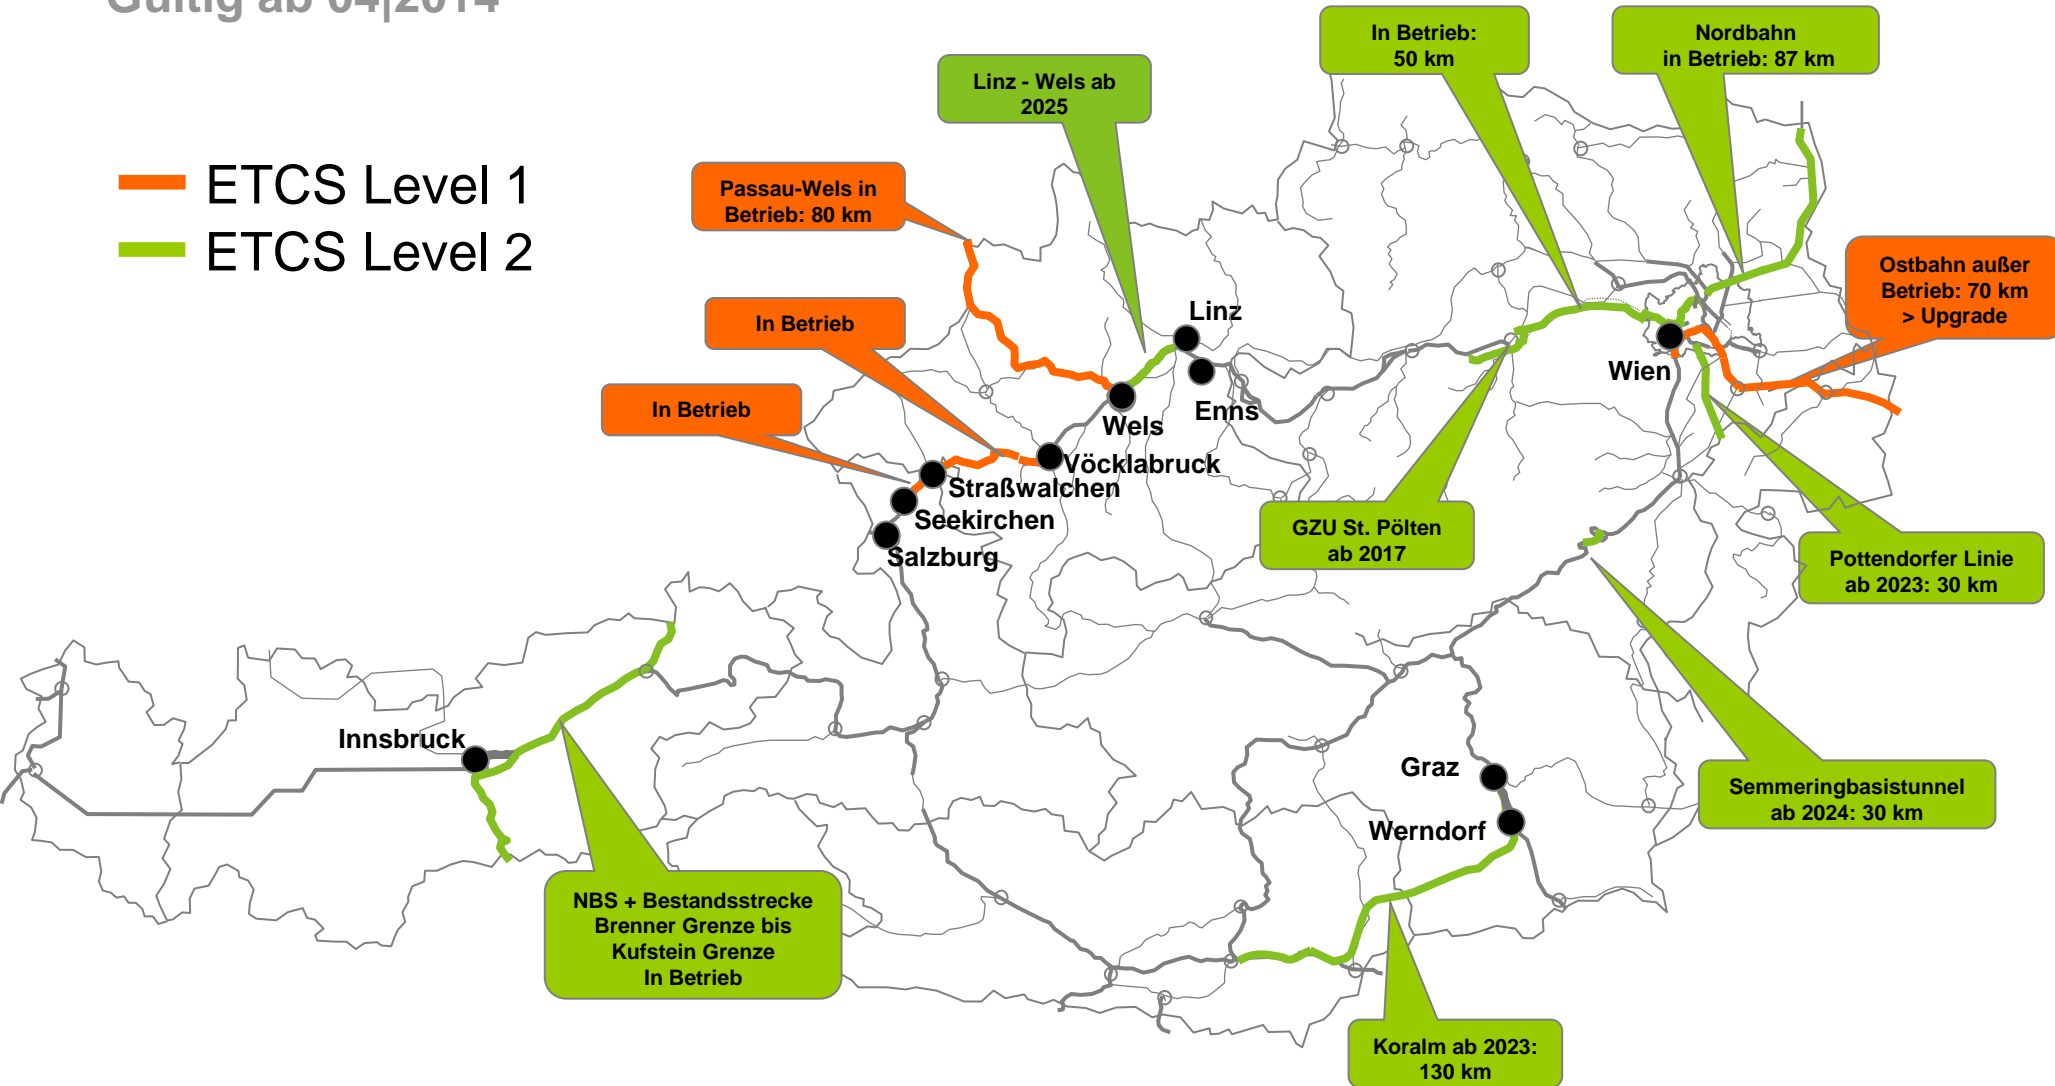 Gültig ab 04|2014
ETCS Level 1
ETCS Level 2
In Betrieb:
50 km
Nordbahn
in Betrieb: 87 km
Linz - Wels ab
2025
Passau-Wels in
Betrieb: 80 km
Ostbahn außer
Betrieb: 70 km
> Upgrade
In Betrieb
In Betrieb
Linz
Wien
Enns
Wels
Vöcklabruck
Straßwalchen
Seekirchen
Salzburg
GZU St. Pölten
ab 2017
Pottendorfer Linie
ab 2023: 30 km
Innsbruck
Graz
Werndorf
Semmeringbasistunnel
ab 2024: 30 km
NBS + Bestandsstrecke
Brenner Grenze bis
Kufstein Grenze
In Betrieb
Koralm ab 2023:
130 km